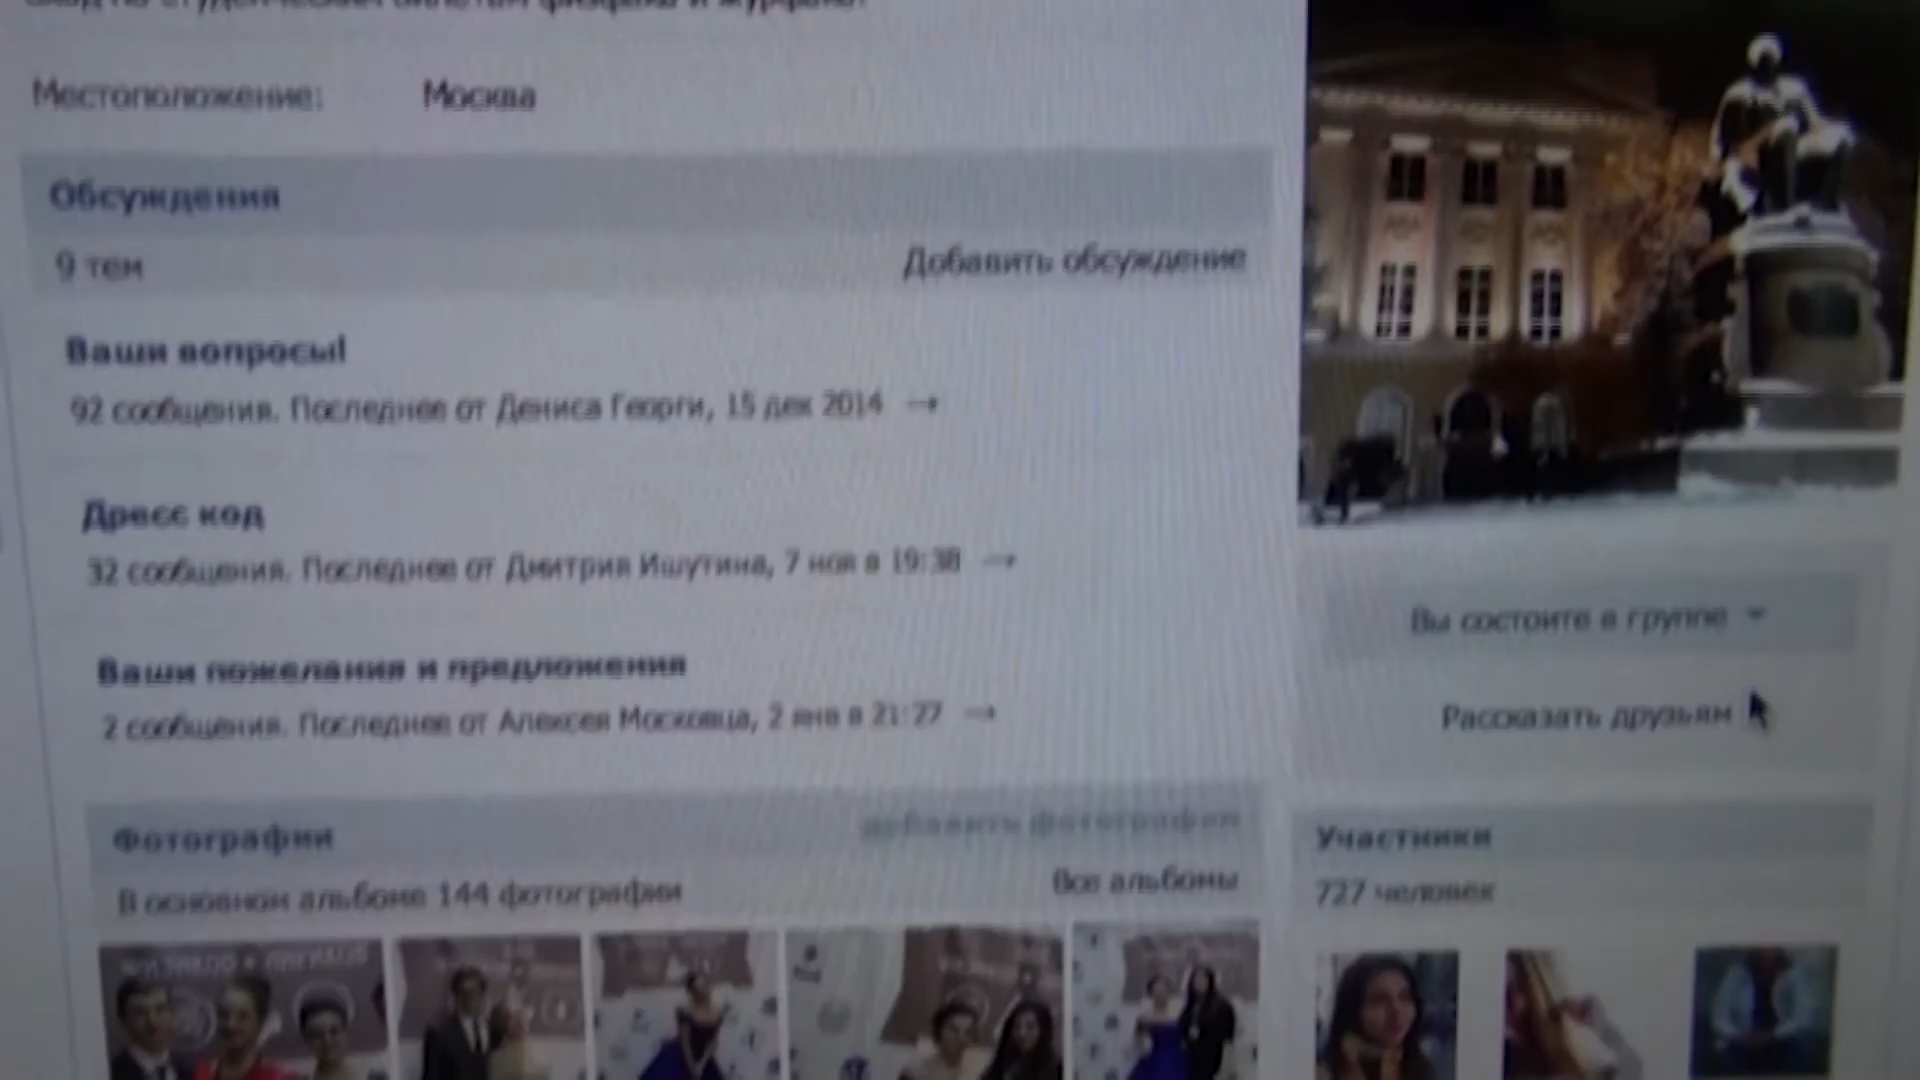 Местоположение: Москва
Обсуждения
9 тем
Добавить обсуждение
Ваши вопросы!
92 сообщения. Последнее от Дениса Георги, 15 дек 2014 →
Дресс код
32 сообщения. Последнее от Дмитрия Ишутина, 7 ноя в 19:38 →
Ваши пожелания и предложения
2 сообщения. Последнее от Алексея Московца, 2 янв в 21:27 →
Фотографии
добавить фотографии
В основном альбоме 144 фотографии
Все альбомы
Вы состоите в группе
Рассказать друзьям
Участники
727 человек